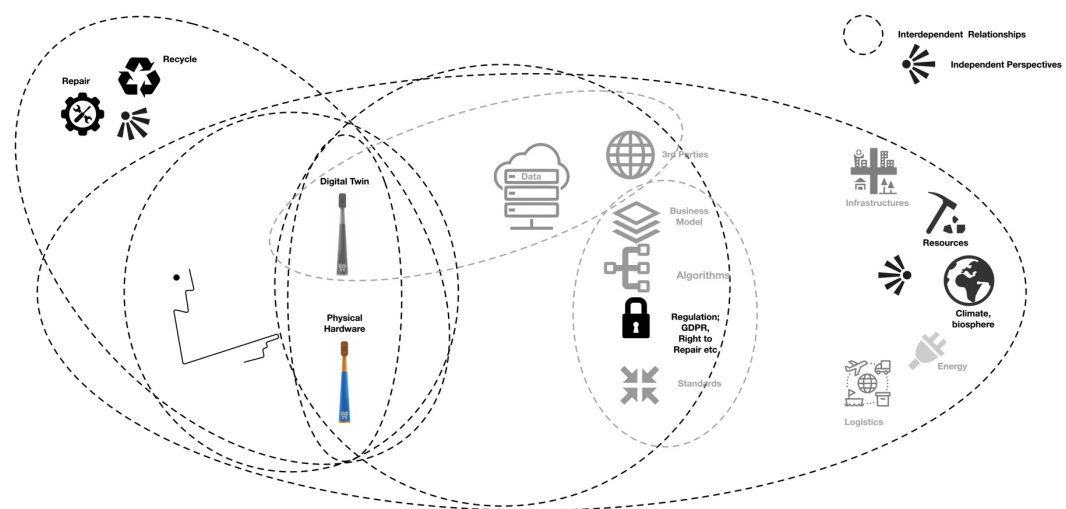 Interdependent Relationships
Independent Perspectives
Recycle
Repair
Digital Twin
Data
3rd Parties
Infrastructures
Business
Model
Resources
Algorithms
Physical
Hardware
Regulation;
GDPR,
Right to
Repair etc
Climate,
biosphere
Energy
Standards
Logistics